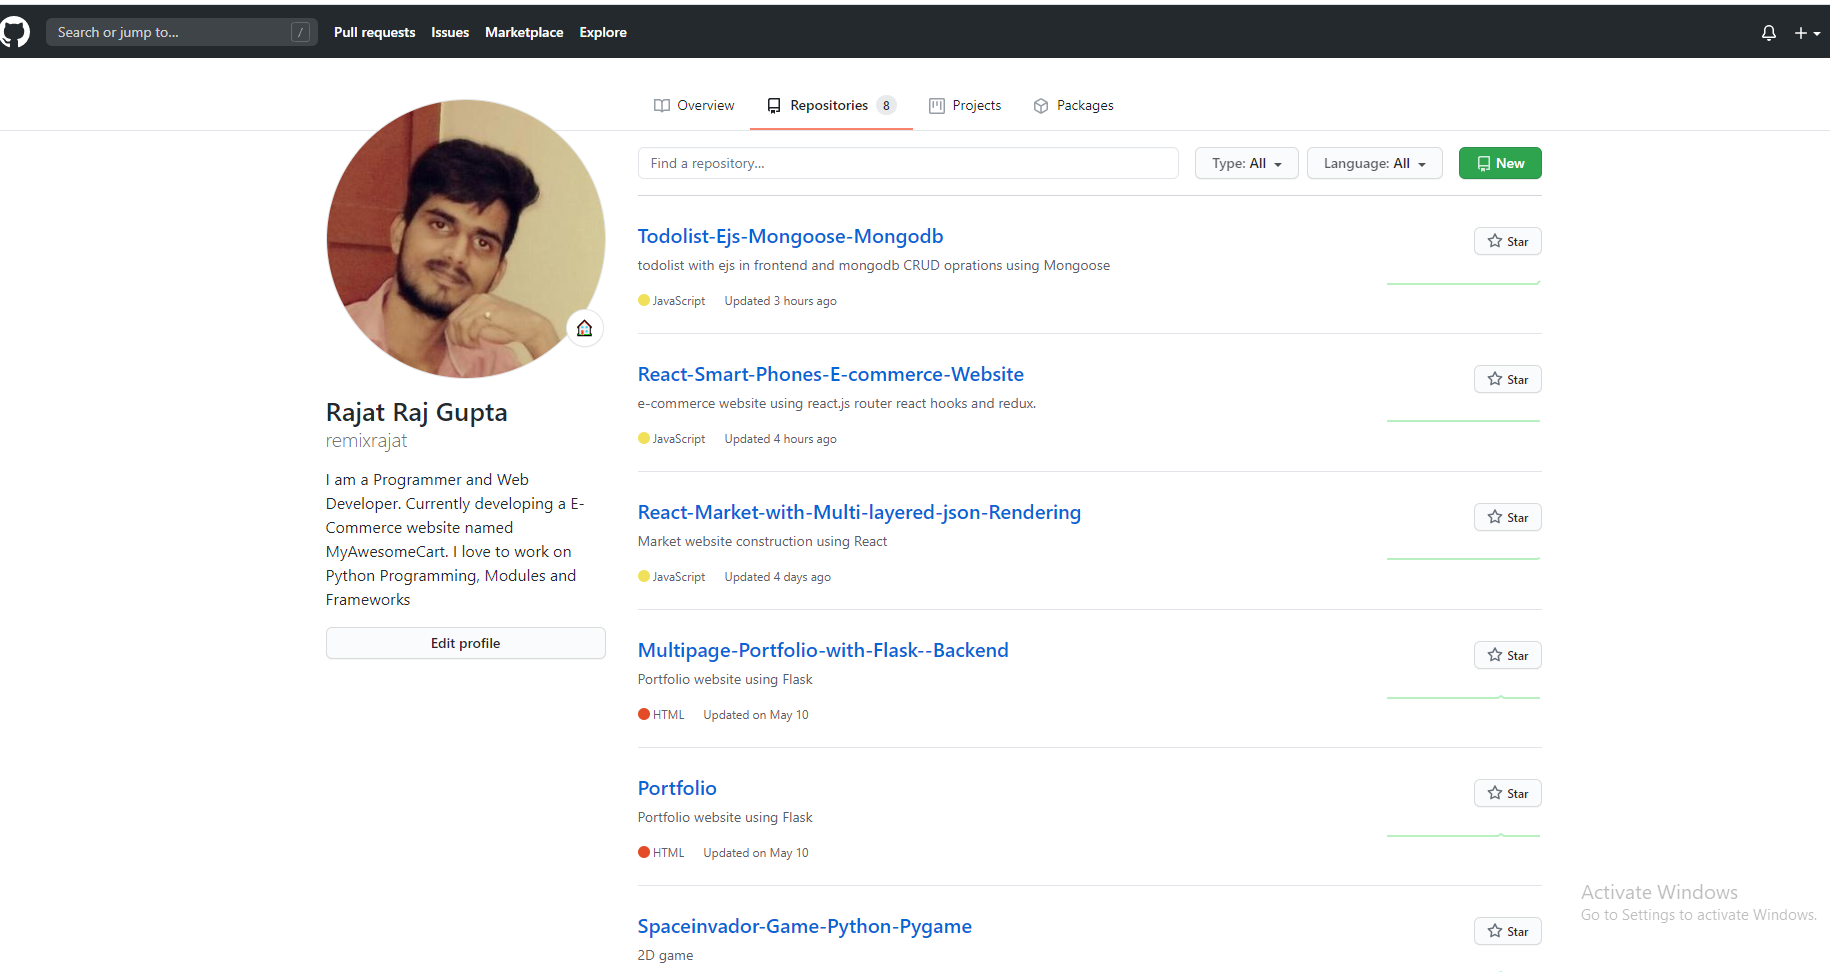 Search or jump to... /
Pull requests
Issues
Marketplace
Explore
Overview
Repositories 8
Projects
Packages
Find a repository...
Type: All
Language: All
New
Rajat Raj Gupta
remixrajat
I am a Programmer and Web
Developer. Currently developing a E-
Commerce website named
MyAwesomeCart. I love to work on
Python Programming, Modules and
Frameworks
Edit profile
Todolist-Ejs-Mongoose-Mongodb
Star
todolist with ejs in frontend and mongodb CRUD oprations using Mongoose
JavaScript Updated 3 hours ago
React-Smart-Phones-E-commerce-Website
Star
e-commerce website using react.js router react hooks and redux.
JavaScript Updated 4 hours ago
React-Market-with-Multi-layered-json-Rendering
Star
Market website construction using React
JavaScript Updated 4 days ago
Multipage-Portfolio-with-Flask--Backend
Star
Portfolio website using Flask
HTML Updated on May 10
Portfolio
Star
Portfolio website using Flask
HTML Updated on May 10
Spaceinvador-Game-Python-Pygame
Star
2D game
Activate Windows
Go to Settings to activate Windows.